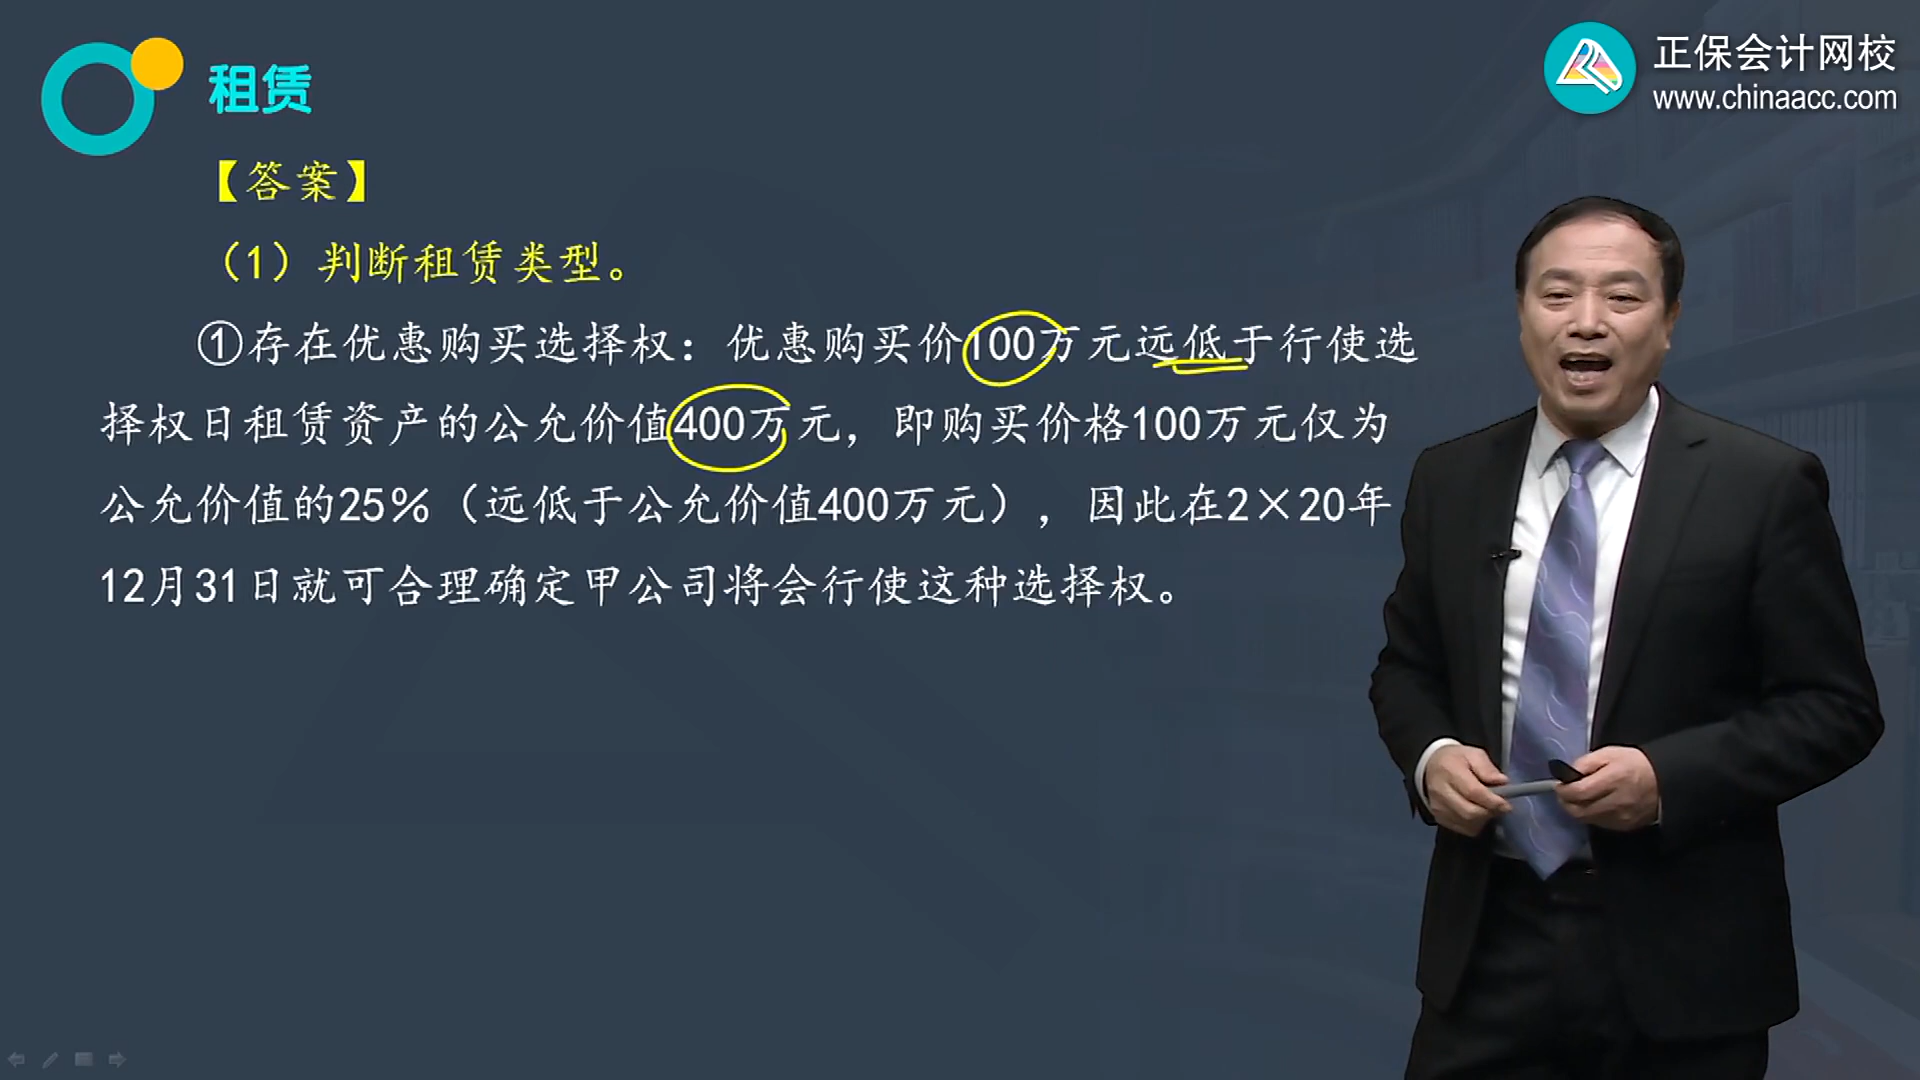 租赁
正保会计网校
www.chinaacc.com
【答案】
（1）判断租赁类型。
①存在优惠购买选择权：优惠购买价100万元远低于行使选
择权日租赁资产的公允价值400万元，即购买价格100万元仅为
公允价值的25%（远低于公允价值400万元），因此在2×20年
12月31日就可合理确定甲公司将会行使这种选择权。